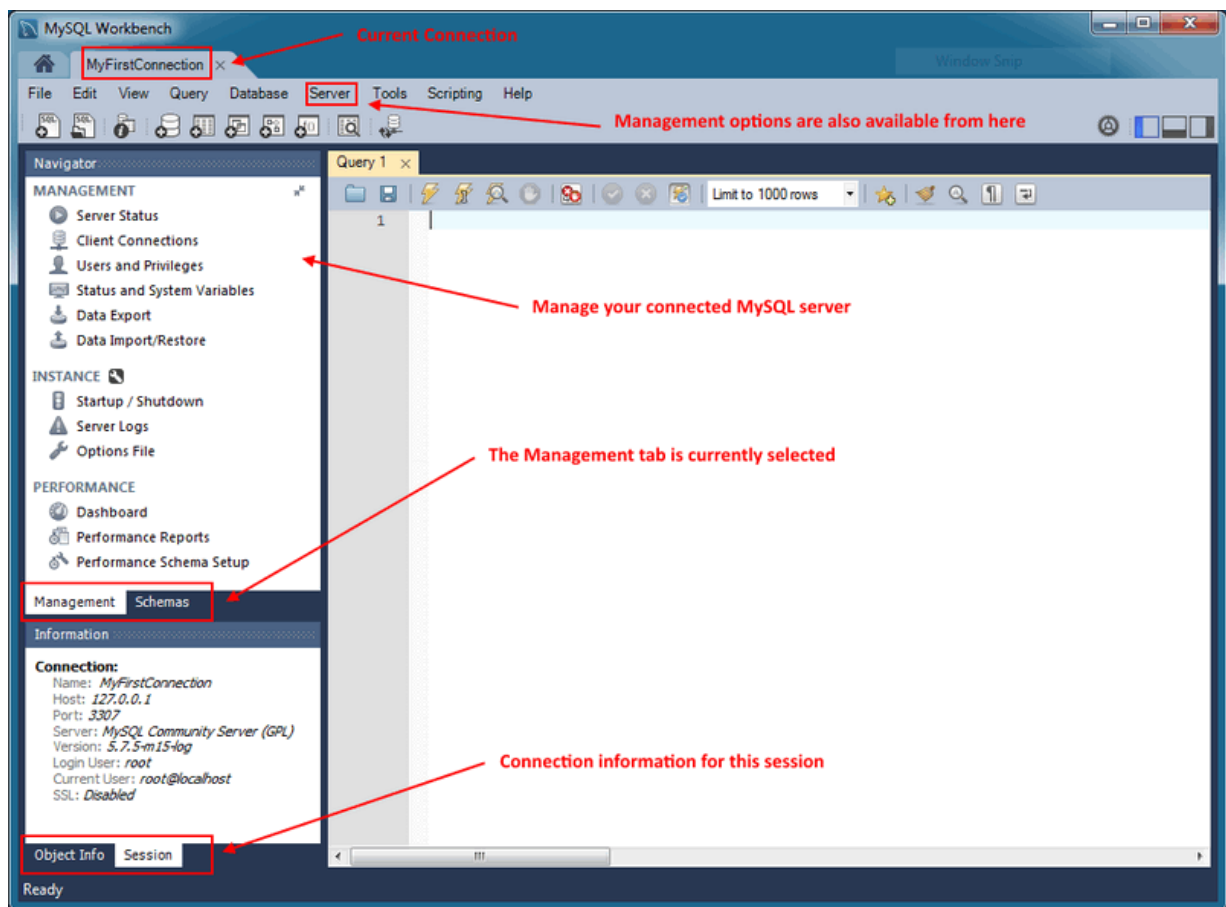 MySQL Workbench
Current Connection
MyFirstConnection
Window Snip
File Edit View Query Database Server Tools Scripting Help
Management options are also available from here
Navigator
Query 1
MANAGEMENT
Limit to 1000 rows
Server Status
1
Client Connections
Users and Privileges
Status and System Variables
Manage your connected MySQL server
Data Export
Data Import/Restore
INSTANCE
Startup / Shutdown
Server Logs
The Management tab is currently selected
Options File
PERFORMANCE
Dashboard
Performance Reports
Performance Schema Setup
Management Schemas
Information
Connection:
Name: MyFirstConnection
Host: 127.0.0.1
Port: 3307
Server: MySQL Community Server (GPL)
Version: 5.7.5-m15-log
Login User: root
Connection information for this session
Current User: root@localhost
SSL: Disabled
Object Info Session
Ready